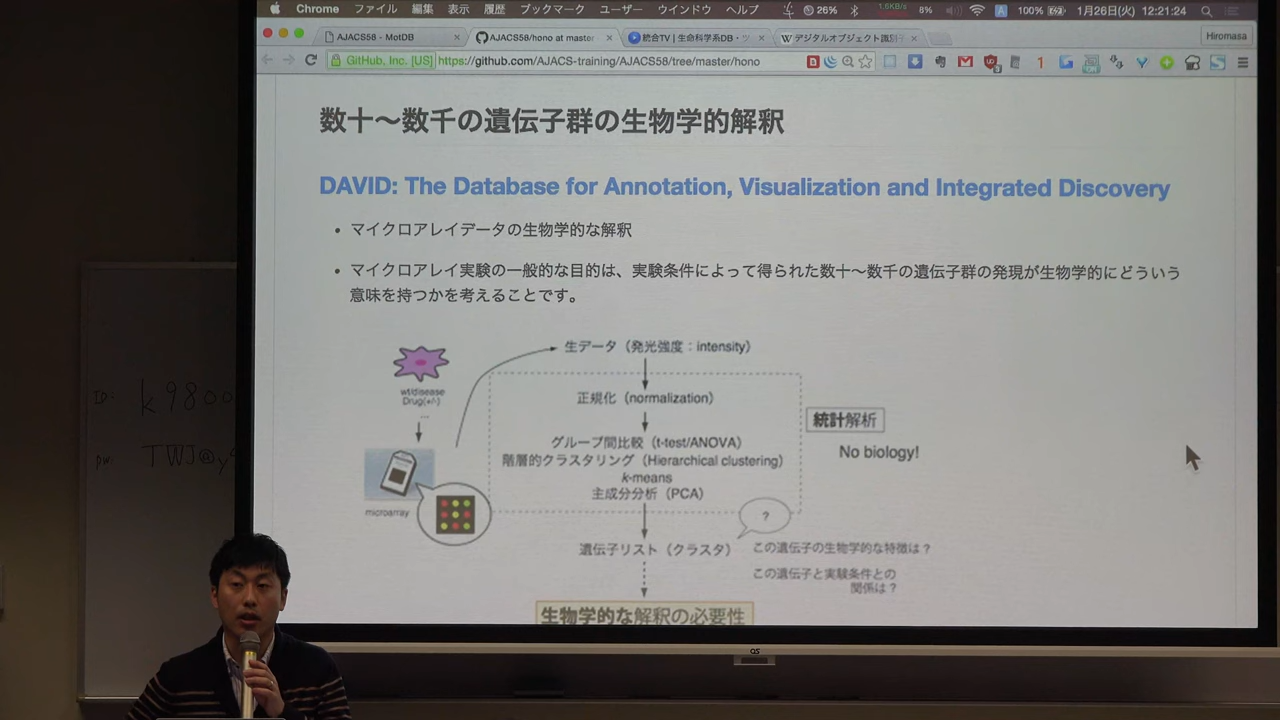 Chrome ファイル 編集 表示 履歴 ブックマーク ユーザー ウインドウ ヘルプ 26% 1.6KB/s 8% A 100% 1月26日(火) 12:21:24
AJACS58 - MotDB × AJACS58/hono at master × 統合TV | 生命科学系DB・ツ × デジタルオブジェクト識別子 × Hiromasa
GitHub, Inc. [US] https://github.com/AJACS-training/AJACS58/tree/master/hono
数十〜数千の遺伝子群の生物学的解釈
DAVID: The Database for Annotation, Visualization and Integrated Discovery
• マイクロアレイデータの生物学的な解釈
• マイクロアレイ実験の一般的な目的は、実験条件によって得られた数十〜数千の遺伝子群の発現が生物学的にどういう
意味を持つかを考えることです。
生データ（発光強度：intensity）
wt/disease
Drug(+/-)
...
正規化（normalization）
統計解析
グループ間比較（t-test/ANOVA）
No biology!
階層的クラスタリング（Hierarchical clustering）
k-means
主成分分析（PCA）
microarray
?
遺伝子リスト（クラスタ）
この遺伝子の生物学的な特徴は？
この遺伝子と実験条件との
関係は？
生物学的な解釈の必要性
ID: k9800
pw: TWJ@y